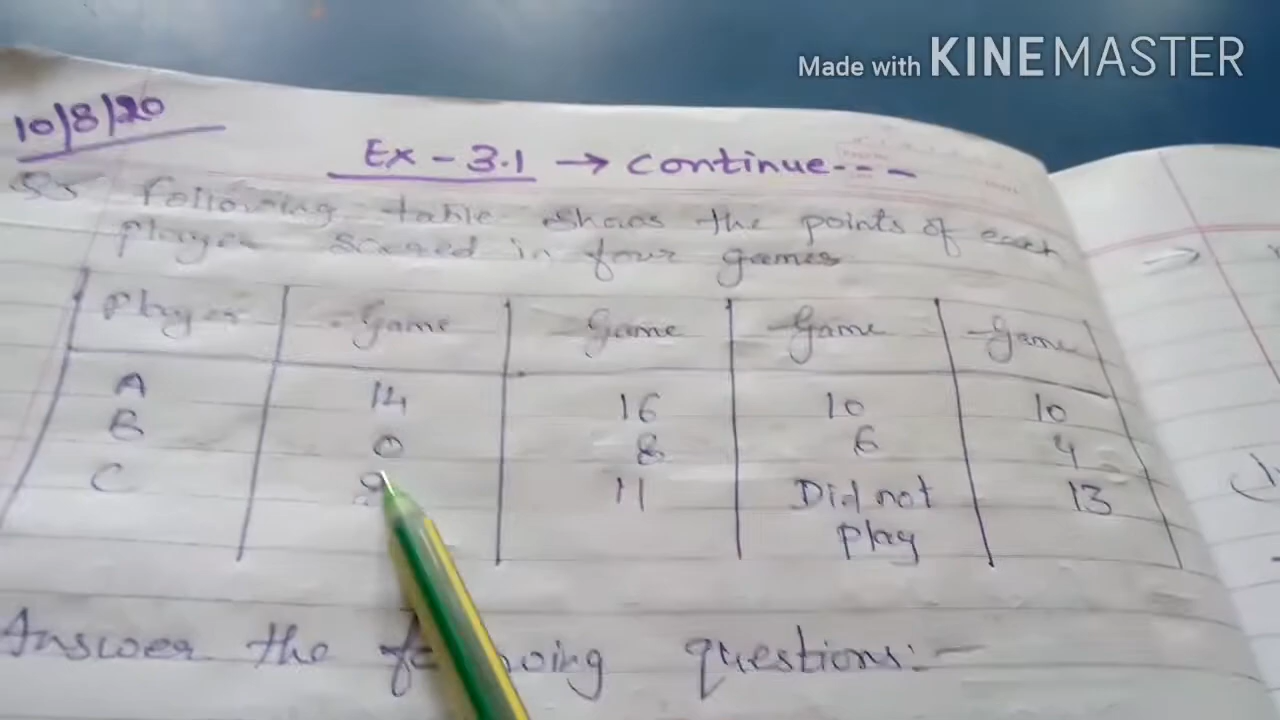 Made with KINEMASTER
10/8/20
Ex - 3.1 → Continue---
Following table shows the points of each
player scored in four games
Player Game Game Game Game
A 14 16 10 10
B 0 8 6 4
C 11 Did not 13
play
Answer the questions:-